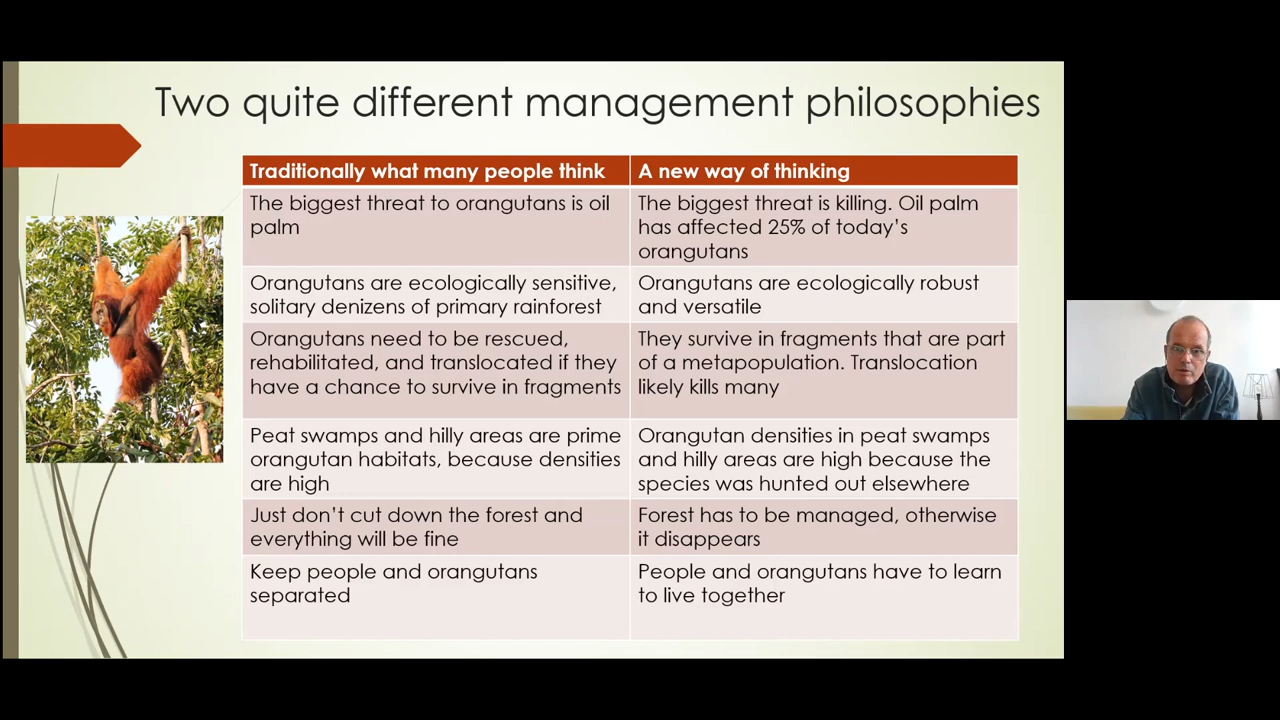 Two quite different management philosophies
Traditionally what many people think
A new way of thinking
The biggest threat to orangutans is oil
palm
The biggest threat is killing. Oil palm
has affected 25% of today's
orangutans
Orangutans are ecologically sensitive,
solitary denizens of primary rainforest
Orangutans are ecologically robust
and versatile
Orangutans need to be rescued,
rehabilitated, and translocated if they
have a chance to survive in fragments
They survive in fragments that are part
of a metapopulation. Translocation
likely kills many
Peat swamps and hilly areas are prime
orangutan habitats, because densities
are high
Orangutan densities in peat swamps
and hilly areas are high because the
species was hunted out elsewhere
Just don't cut down the forest and
everything will be fine
Forest has to be managed, otherwise
it disappears
Keep people and orangutans
separated
People and orangutans have to learn
to live together